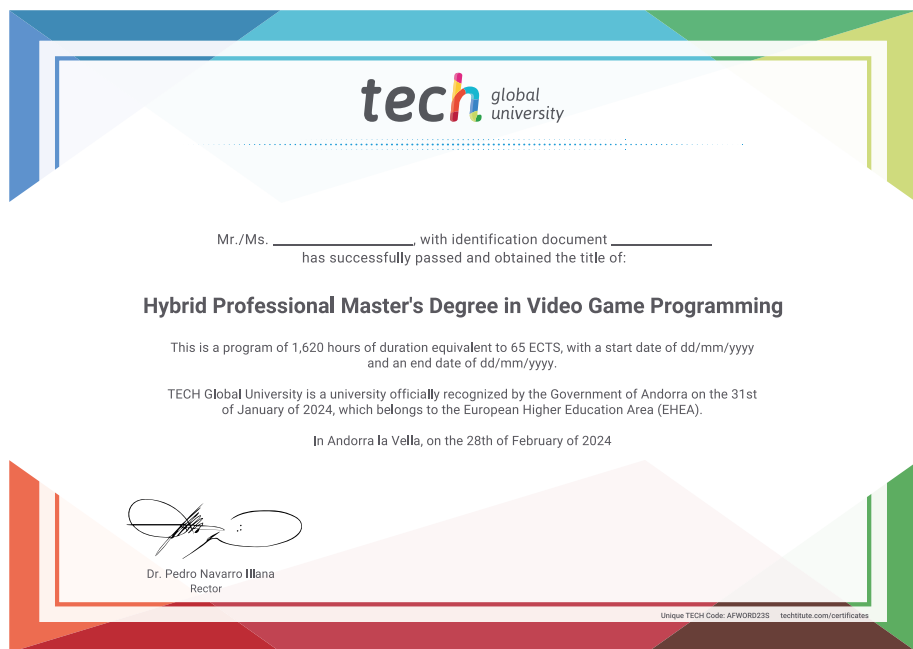 tech global university
Mr./Ms. ____________, with identification document ____________
has successfully passed and obtained the title of:
Hybrid Professional Master's Degree in Video Game Programming
This is a program of 1,620 hours of duration equivalent to 65 ECTS, with a start date of dd/mm/yyyy
and an end date of dd/mm/yyyy.
TECH Global University is a university officially recognized by the Government of Andorra on the 31st
of January of 2024, which belongs to the European Higher Education Area (EHEA).
In Andorra la Vella, on the 28th of February of 2024
Dr. Pedro Navarro Illana
Rector
Unique TECH Code: AFWORD23S techtitute.com/certificates